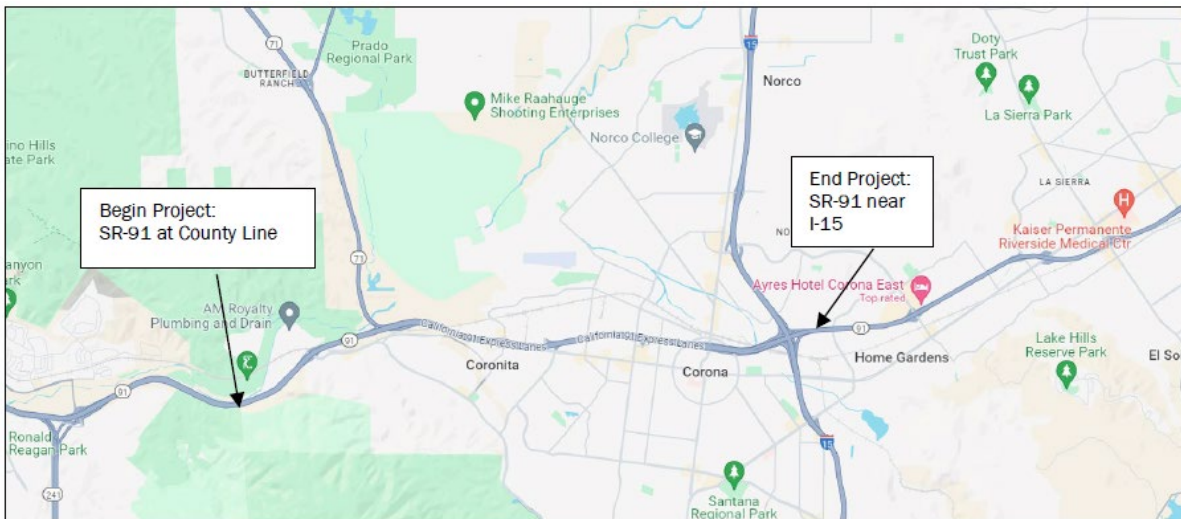 71
Prado
Regional Park
BUTTERFIELD
RANCH
15
Norco
Doty
Trust Park
La Sierra Park
Mike Raahauge
Shooting Enterprises
Norco College
ino Hills
ate Park
LA SIERRA
Begin Project:
SR-91 at County Line
End Project:
SR-91 near
I-15
NO
Kaiser Permanente
Riverside Medical Ctr
H
anyon
ark
71
AM Royalty
Plumbing and Drain
Ayres Hotel Corona East
Top rated
91
California 91 Express Lanes
California 91 Express Lanes
91
Coronita
Corona
Home Gardens
Lake Hills
Reserve Park
El So
91
Ronald
Reagan Park
15
241
Santana
Regional Park